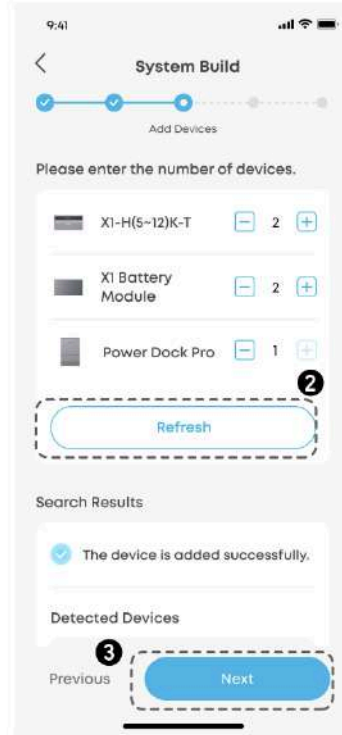 9:41
System Build
Add Devices
Please enter the number of devices.
X1-H(5~12)K-T
2
X1 Battery
Module
2
Power Dock Pro
1
2
Refresh
Search Results
The device is added successfully.
Detected Devices
3
Previous
Next